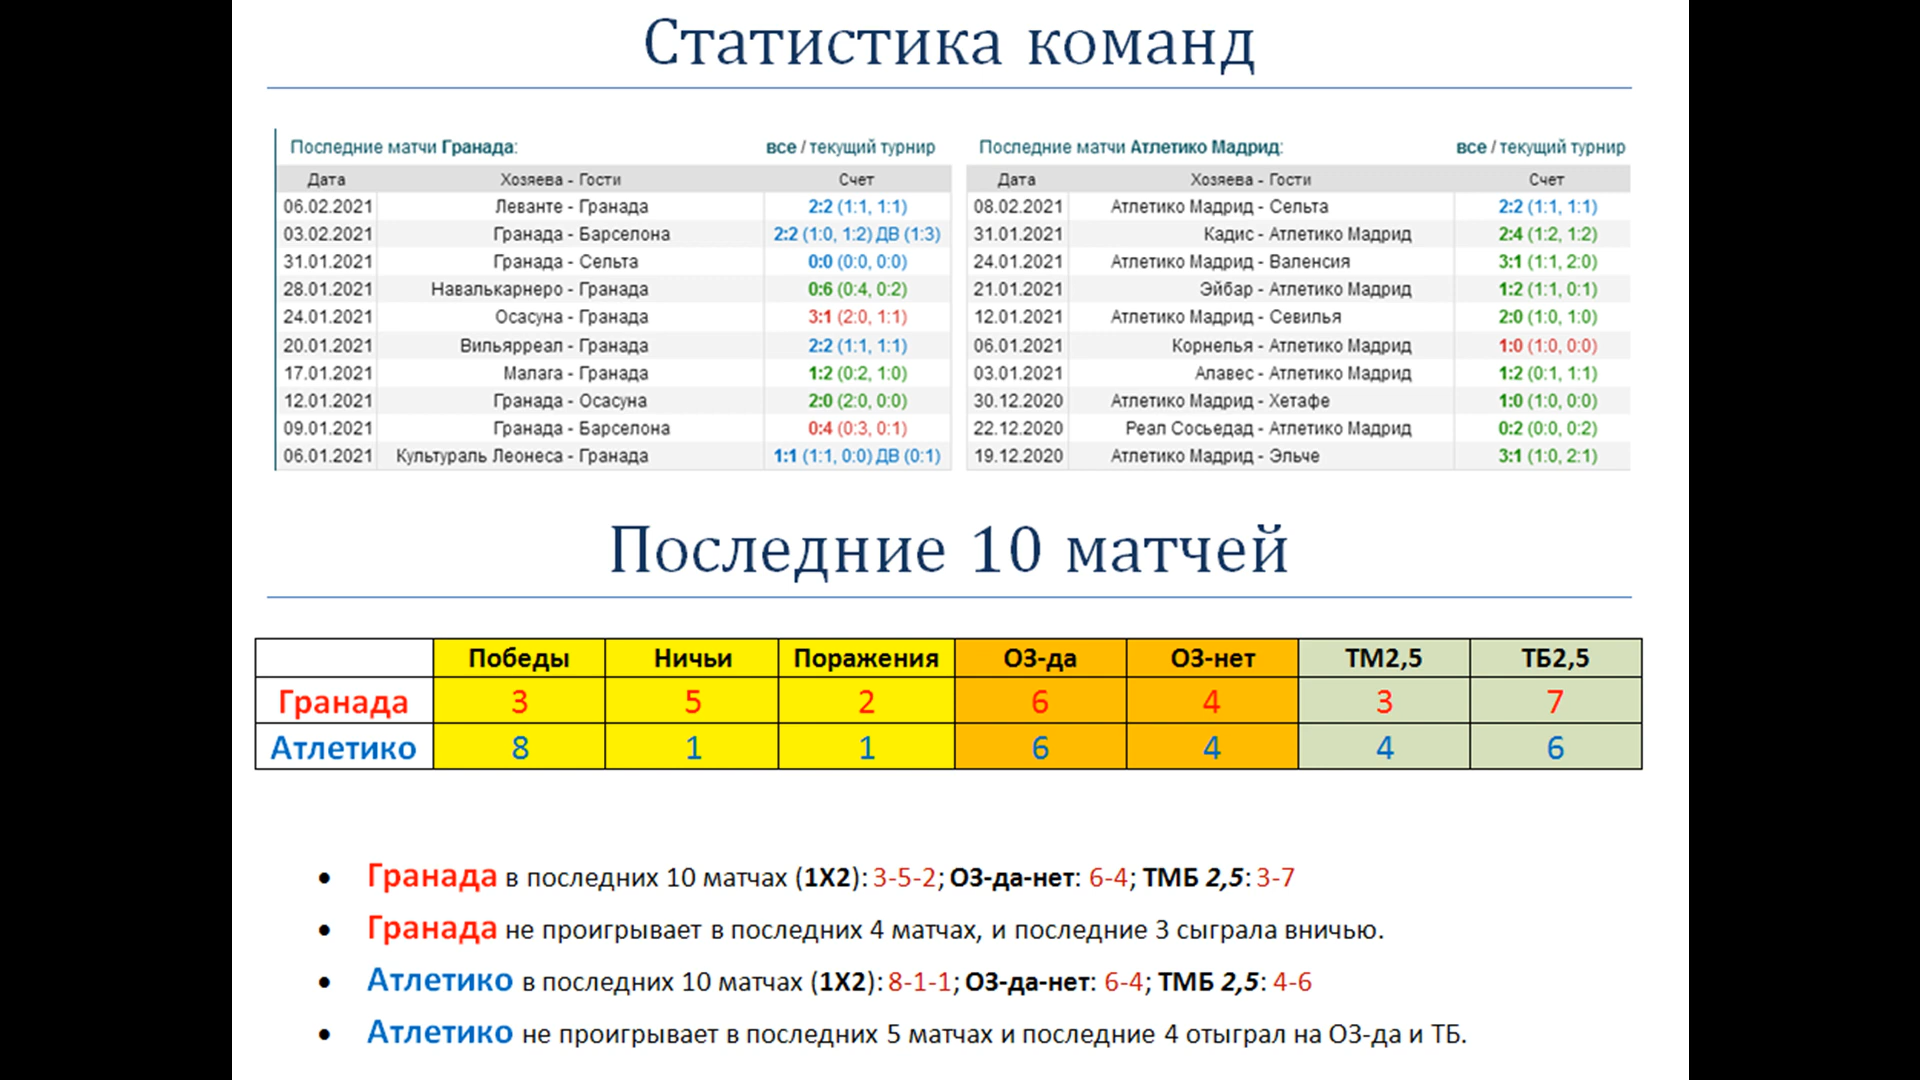 Статистика команд
Последние матчи Гранада: все / текущий турнир
Дата Хозяева - Гости Счет
06.02.2021 Леванте - Гранада 2:2 (1:1, 1:1)
03.02.2021 Гранада - Барселона 2:2 (1:0, 1:2) ДВ (1:3)
31.01.2021 Гранада - Сельта 0:0 (0:0, 0:0)
28.01.2021 Навалькарнеро - Гранада 0:6 (0:4, 0:2)
24.01.2021 Осасуна - Гранада 3:1 (2:0, 1:1)
20.01.2021 Вильярреал - Гранада 2:2 (1:1, 1:1)
17.01.2021 Малага - Гранада 1:2 (0:2, 1:0)
12.01.2021 Гранада - Осасуна 2:0 (2:0, 0:0)
09.01.2021 Гранада - Барселона 0:4 (0:3, 0:1)
06.01.2021 Культураль Леонеса - Гранада 1:1 (1:1, 0:0) ДВ (0:1)
Последние матчи Атлетико Мадрид: все / текущий турнир
Дата Хозяева - Гости Счет
08.02.2021 Атлетико Мадрид - Сельта 2:2 (1:1, 1:1)
31.01.2021 Кадис - Атлетико Мадрид 2:4 (1:2, 1:2)
24.01.2021 Атлетико Мадрид - Валенсия 3:1 (1:1, 2:0)
21.01.2021 Эйбар - Атлетико Мадрид 1:2 (1:1, 0:1)
12.01.2021 Атлетико Мадрид - Севилья 2:0 (1:0, 1:0)
06.01.2021 Корнелья - Атлетико Мадрид 1:0 (1:0, 0:0)
03.01.2021 Алавес - Атлетико Мадрид 1:2 (0:1, 1:1)
30.12.2020 Атлетико Мадрид - Хетафе 1:0 (1:0, 0:0)
22.12.2020 Реал Сосьедад - Атлетико Мадрид 0:2 (0:0, 0:2)
19.12.2020 Атлетико Мадрид - Эльче 3:1 (1:0, 2:1)
Последние 10 матчей
Победы Ничьи Поражения ОЗ-да ОЗ-нет ТМ2,5 ТБ2,5
Гранада 3 5 2 6 4 3 7
Атлетико 8 1 1 6 4 4 6
• Гранада в последних 10 матчах (1X2): 3-5-2; ОЗ-да-нет: 6-4; ТМБ 2,5: 3-7
• Гранада не проигрывает в последних 4 матчах, и последние 3 сыграла вничью.
• Атлетико в последних 10 матчах (1X2): 8-1-1; ОЗ-да-нет: 6-4; ТМБ 2,5: 4-6
• Атлетико не проигрывает в последних 5 матчах и последние 4 отыграл на ОЗ-да и ТБ.